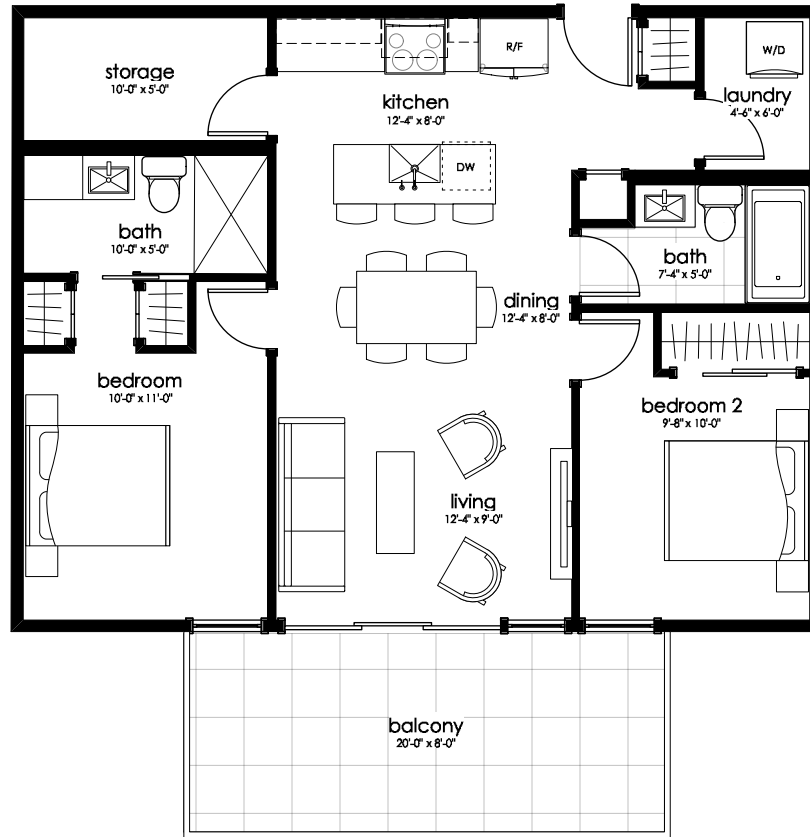 storage
10'-0" x 5'-0"
kitchen
12'-4" x 8'-0"
R/F
W/D
laundry
4'-6" x 6'-0"
DW
bath
10'-0" x 5'-0"
bath
7'-4" x 5'-0"
dining
12'-4" x 8'-0"
bedroom
10'-0" x 11'-0"
bedroom 2
9'-8" x 10'-0"
living
12'-4" x 9'-0"
balcony
20'-0" x 8'-0"